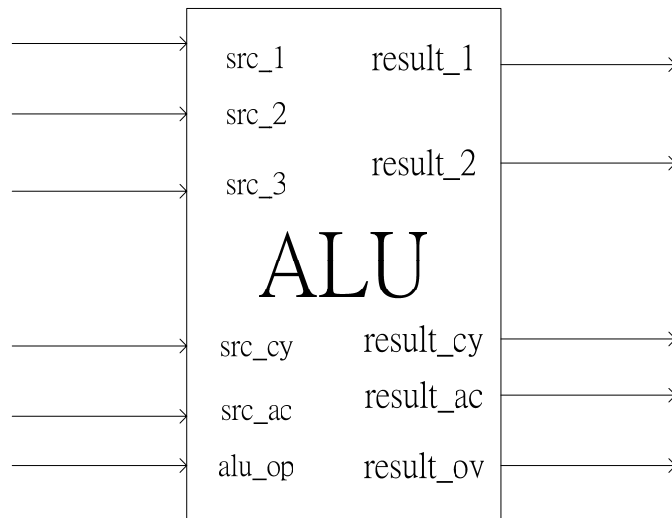 src_1
result_1
src_2
result_2
src_3
ALU
src_cy
result_cy
src_ac
result_ac
alu_op
result_ov